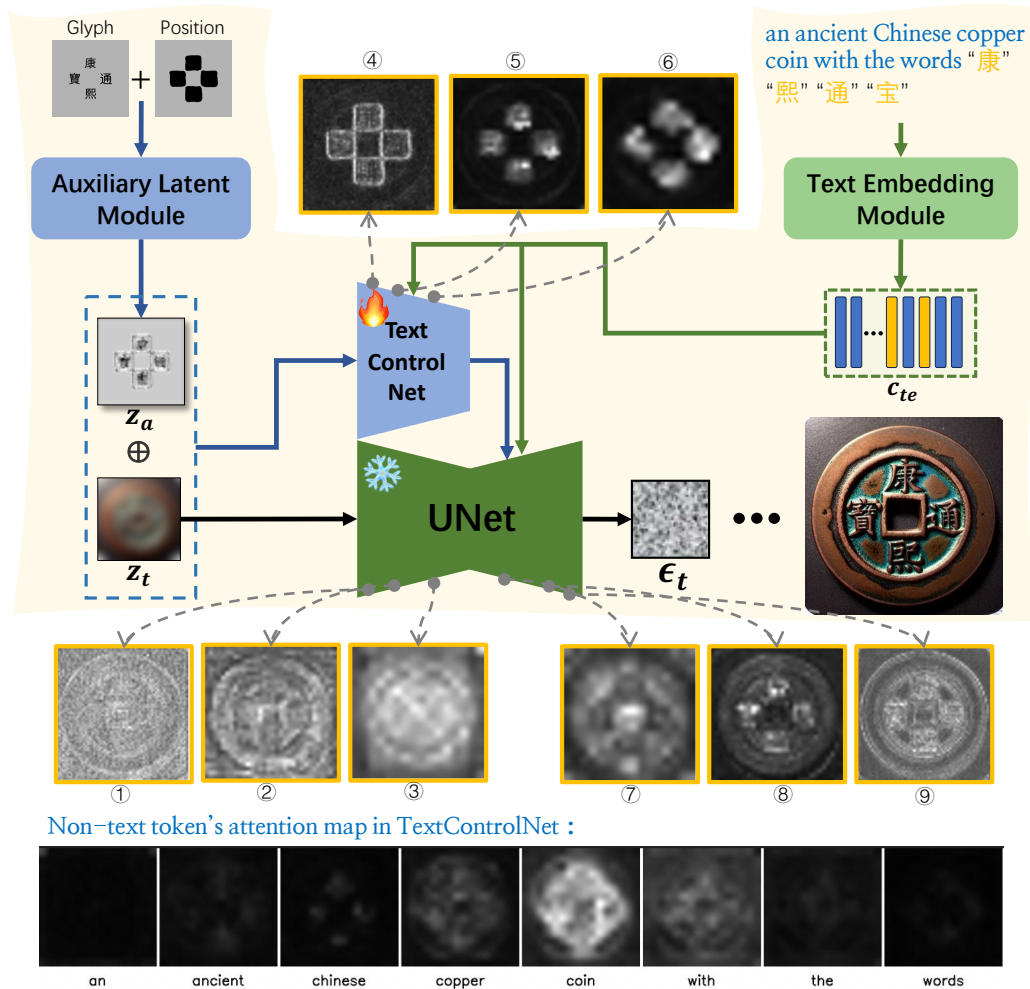 Glyph
Position
康
寶 通
熙
+
an ancient Chinese copper
coin with the words “康”
“熙” “通” “宝”
④
⑤
⑥
Auxiliary Latent
Module
Text Embedding
Module
Text
Control
Net
z_a
⊕
z_t
UNet
ϵ_t
•••
c_te
康
寶 通
熙
①
②
③
⑦
⑧
⑨
Non-text token’s attention map in TextControlNet：
an ancient chinese copper coin with the words